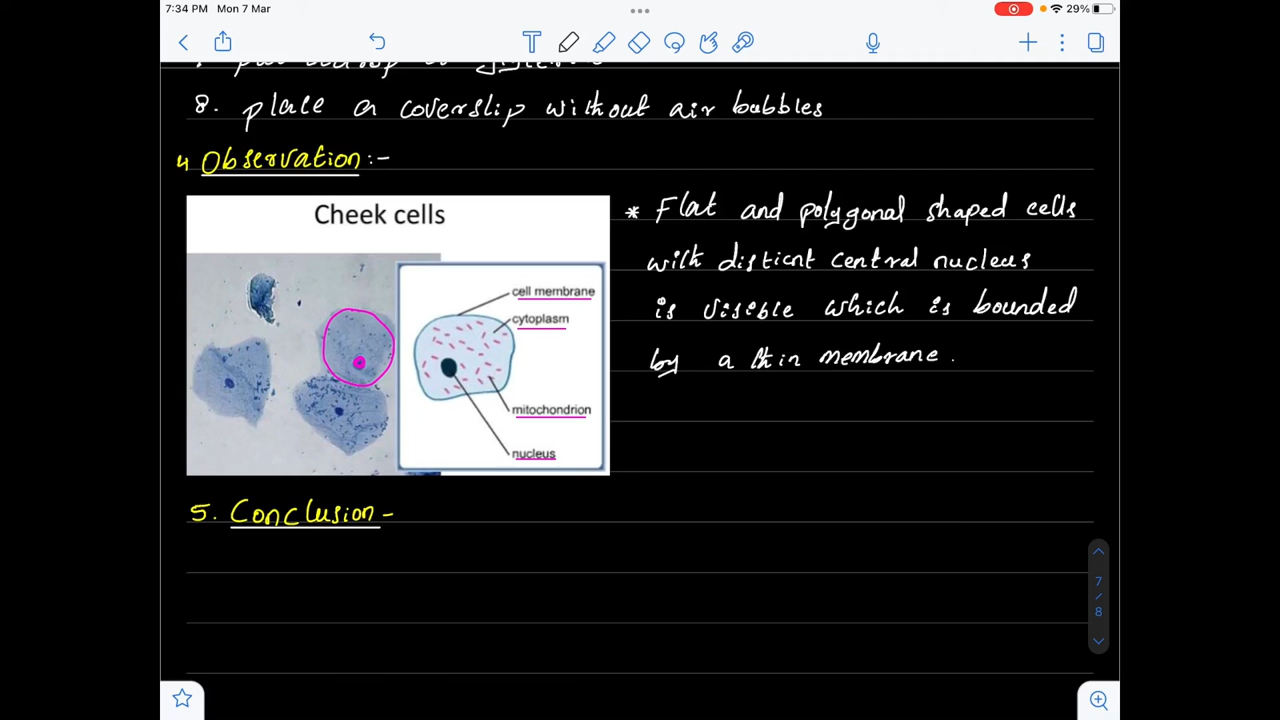 7:34 PM Mon 7 Mar
29%
8. place a coverslip without air bubbles
4 Observation:-
Cheek cells
cell membrane
cytoplasm
mitochondrion
nucleus
* Flat and polygonal shaped cells
with disticnt central nucleus
is visible which is bounded
by a thin membrane.
5. Conclusion -
7
/
8